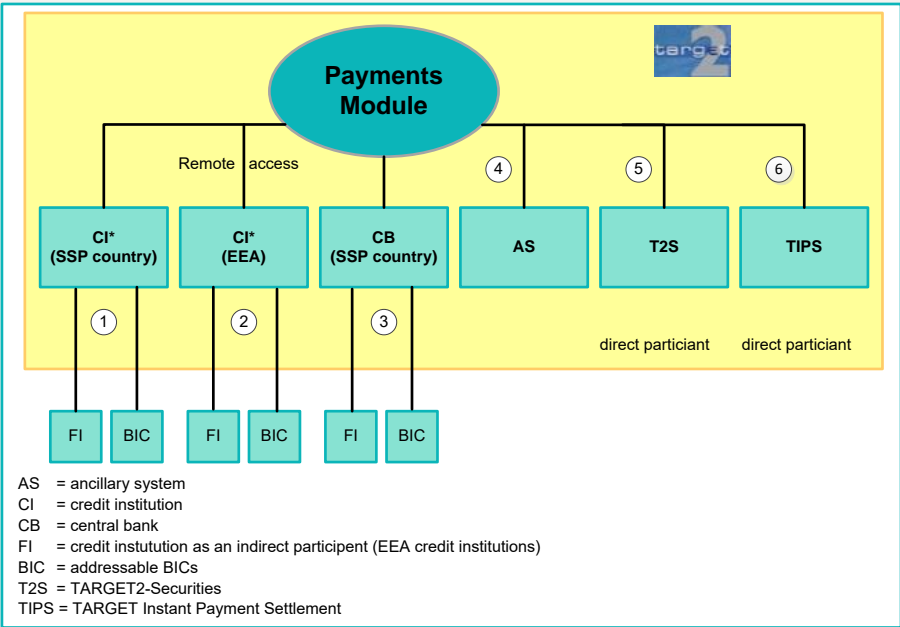 target
2
Payments
Module
Remote access
4
5
6
CI*
(SSP country)
CI*
(EEA)
CB
(SSP country)
AS
T2S
TIPS
1
2
3
direct particiant
direct particiant
FI
BIC
FI
BIC
FI
BIC
AS = ancillary system
CI = credit institution
CB = central bank
FI = credit instutution as an indirect participent (EEA credit institutions)
BIC = addressable BICs
T2S = TARGET2-Securities
TIPS = TARGET Instant Payment Settlement